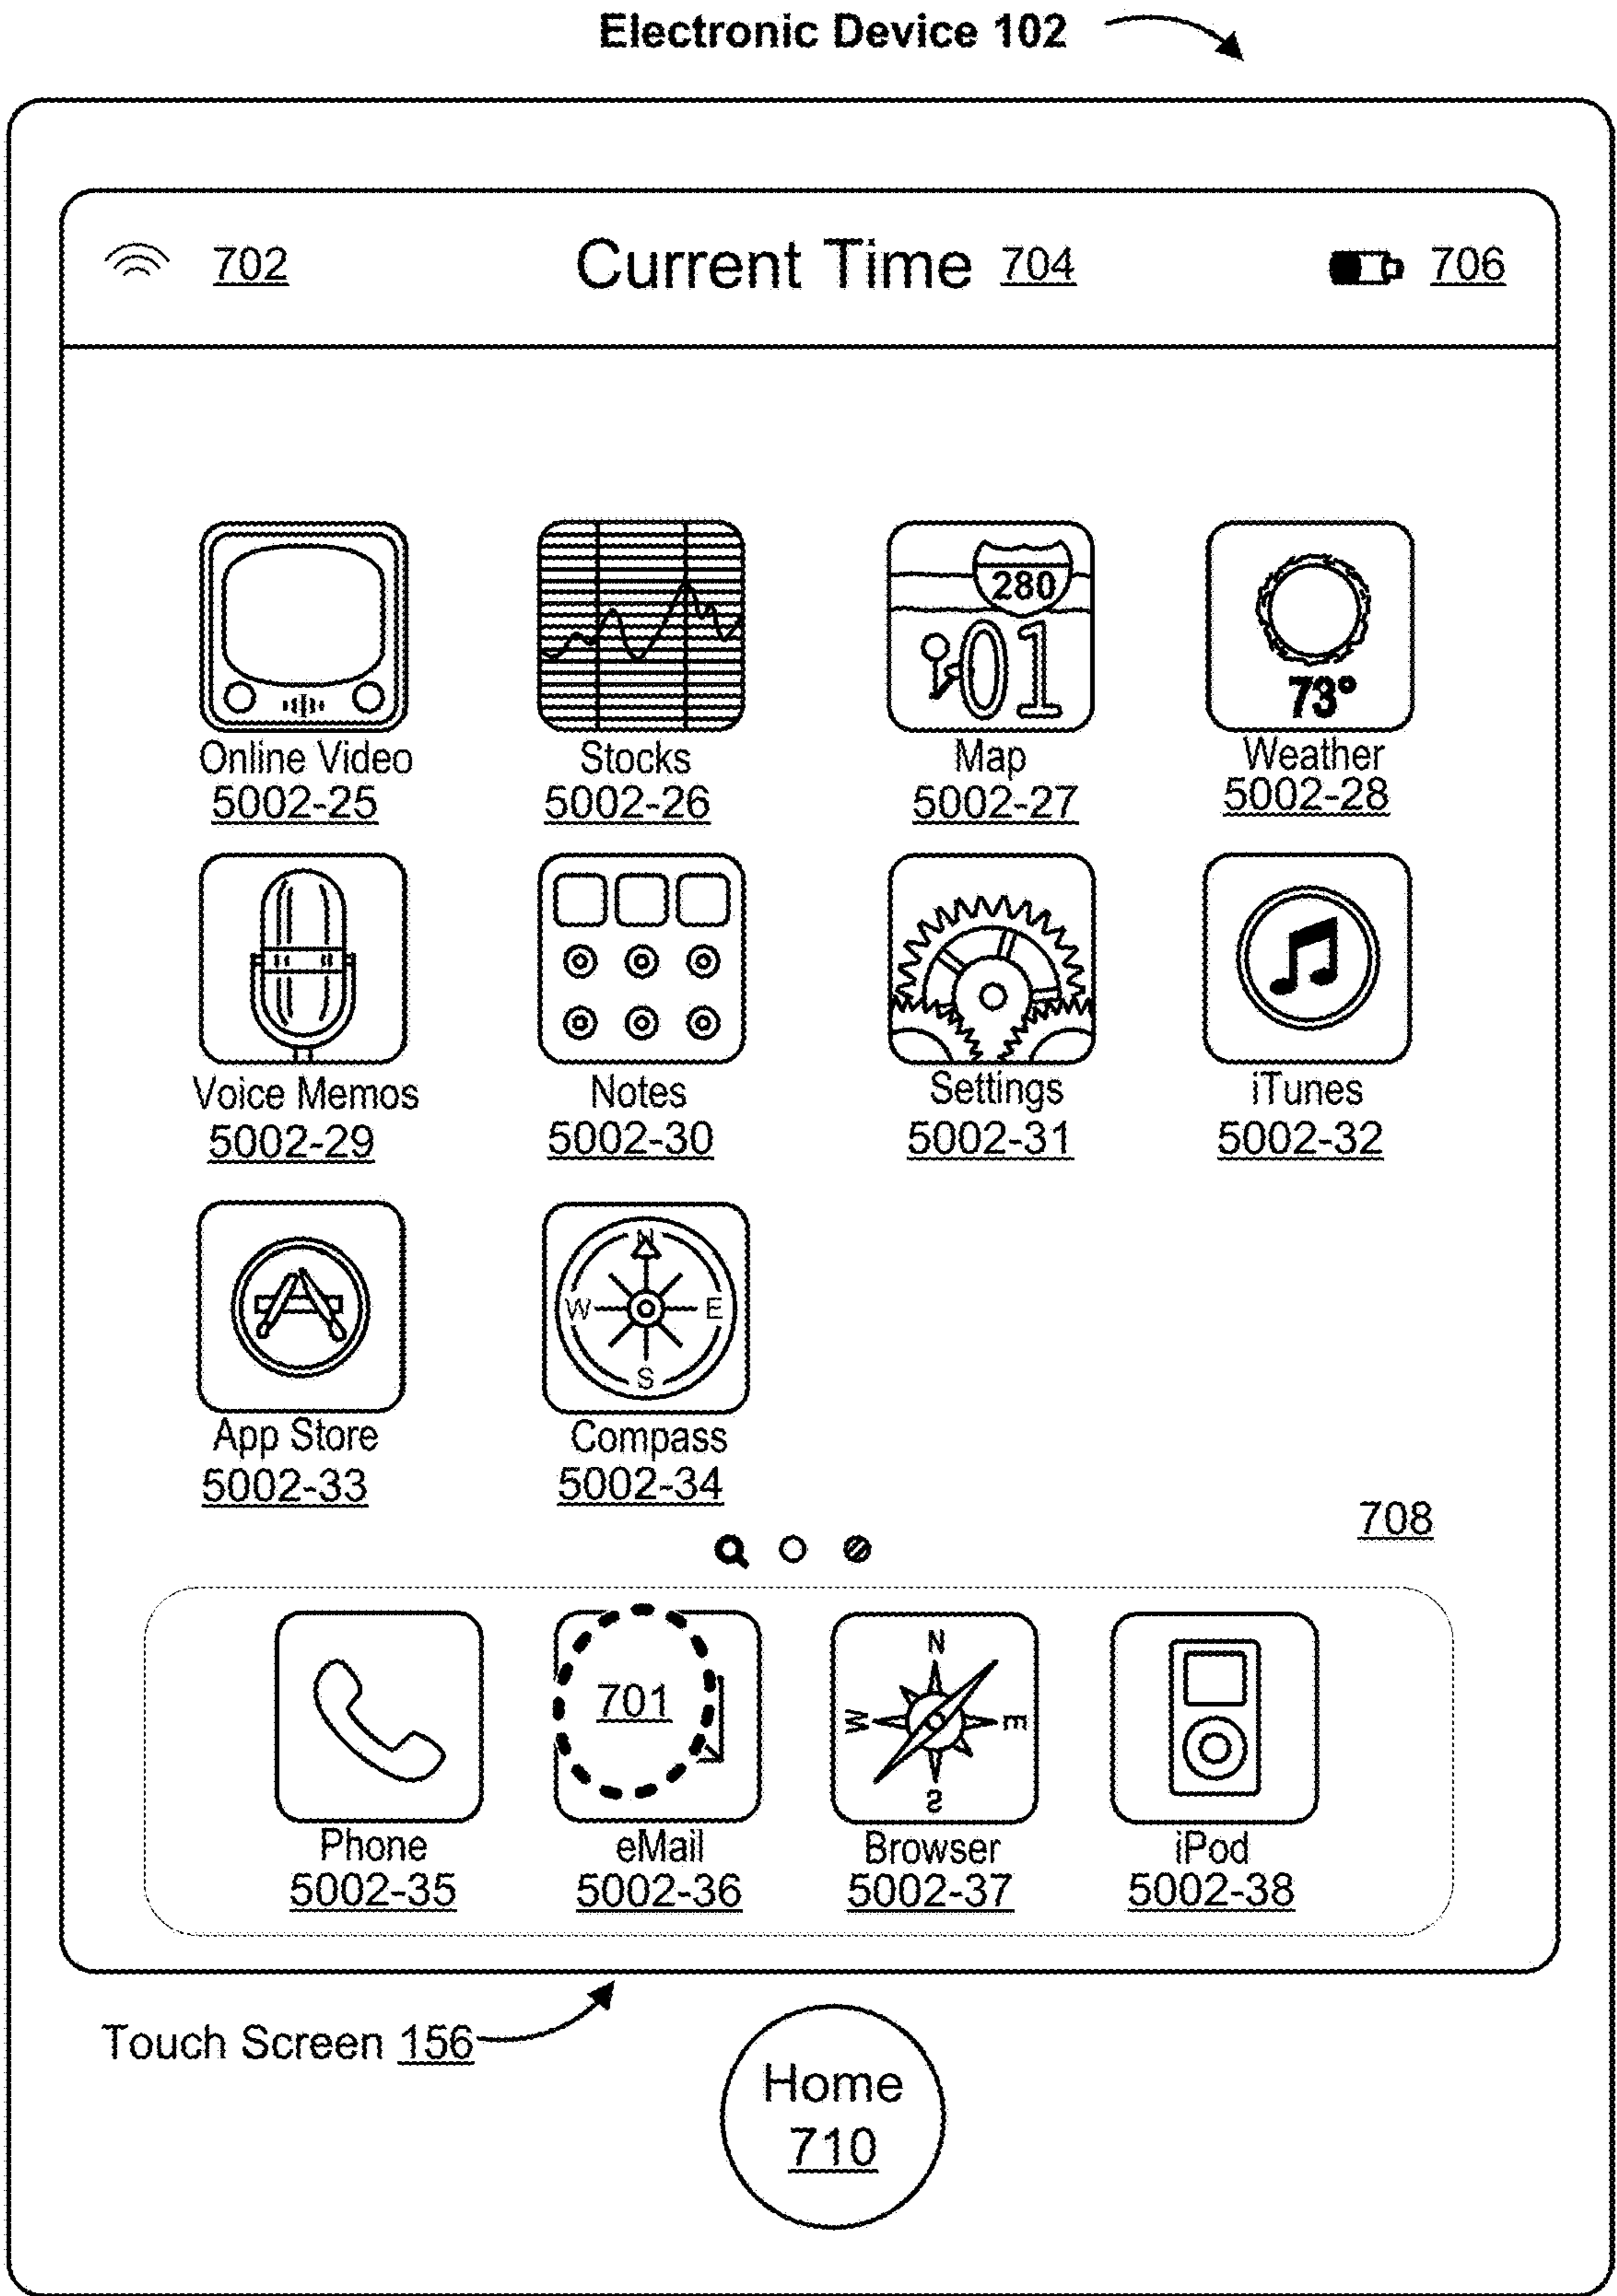 Electronic Device 102
702 Current Time 704 706
280
01
73°
Online Video Stocks Map Weather
5002-25 5002-26 5002-27 5002-28
Voice Memos Notes Settings iTunes
5002-29 5002-30 5002-31 5002-32
N
W E
S
App Store Compass
5002-33 5002-34
708
701
N
W E
S
Phone eMail Browser iPod
5002-35 5002-36 5002-37 5002-38
Touch Screen 156
Home
710